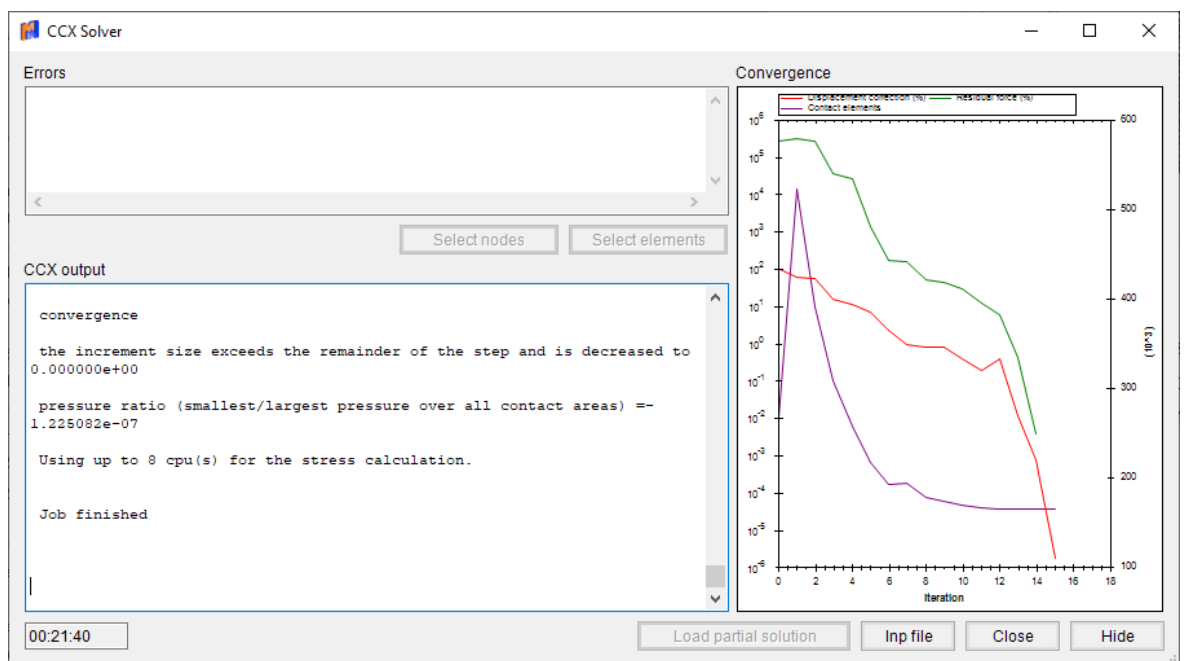 CCX Solver
Errors
Select nodes
Select elements
CCX output
convergence
the increment size exceeds the remainder of the step and is decreased to
0.000000e+00
pressure ratio (smallest/largest pressure over all contact areas) =-
1.225082e-07
Using up to 8 cpu(s) for the stress calculation.
Job finished
00:21:40
Convergence
Displacement correction (%)
Residual force (%)
Contact elements
10^6
10^5
10^4
10^3
10^2
10^1
10^0
10^-1
10^-2
10^-3
10^-4
10^-5
10^-6
600
500
400
300
200
100
(10^3)
0 2 4 6 8 10 12 14 16 18
Iteration
Load partial solution
Inp file
Close
Hide